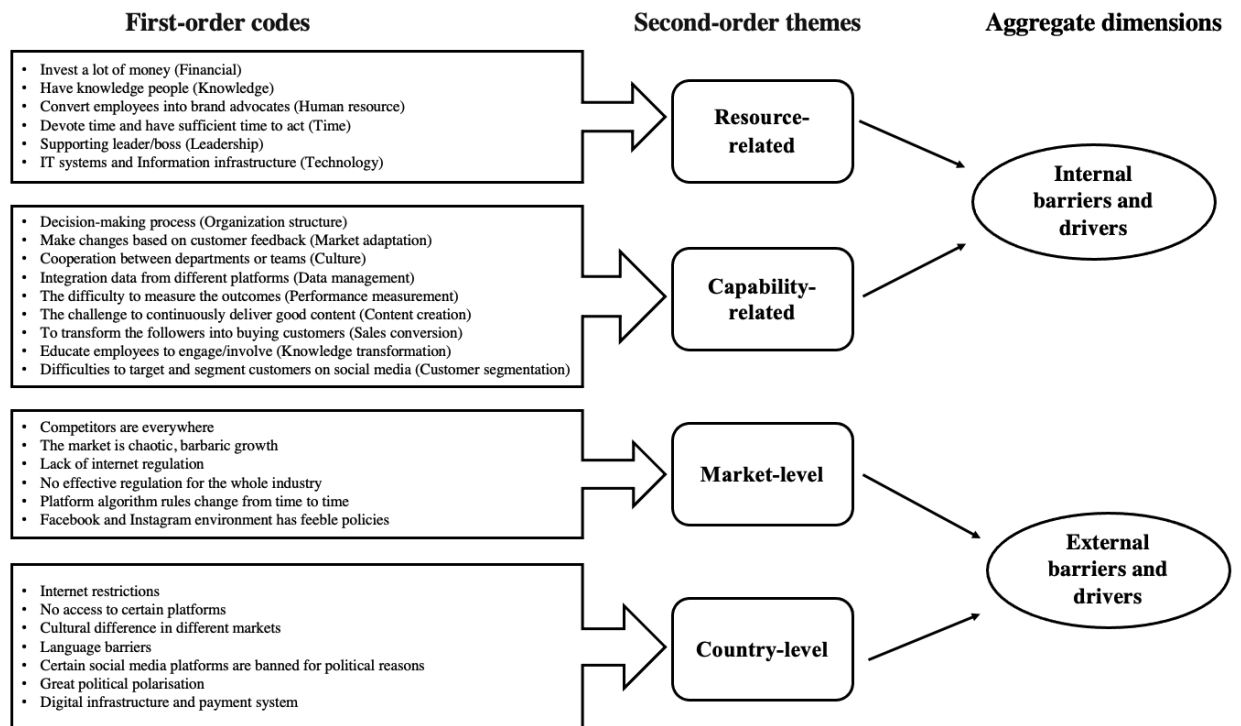 First-order codes
Second-order themes
Aggregate dimensions
• Invest a lot of money (Financial)
• Have knowledge people (Knowledge)
• Convert employees into brand advocates (Human resource)
• Devote time and have sufficient time to act (Time)
• Supporting leader/boss (Leadership)
• IT systems and Information infrastructure (Technology)
Resource-
related
Internal
barriers and
drivers
• Decision-making process (Organization structure)
• Make changes based on customer feedback (Market adaptation)
• Cooperation between departments or teams (Culture)
• Integration data from different platforms (Data management)
• The difficulty to measure the outcomes (Performance measurement)
• The challenge to continuously deliver good content (Content creation)
• To transform the followers into buying customers (Sales conversion)
• Educate employees to engage/involve (Knowledge transformation)
• Difficulties to target and segment customers on social media (Customer segmentation)
Capability-
related
• Competitors are everywhere
• The market is chaotic, barbaric growth
• Lack of internet regulation
• No effective regulation for the whole industry
• Platform algorithm rules change from time to time
• Facebook and Instagram environment has feeble policies
Market-level
External
barriers and
drivers
• Internet restrictions
• No access to certain platforms
• Cultural difference in different markets
• Language barriers
• Certain social media platforms are banned for political reasons
• Great political polarisation
• Digital infrastructure and payment system
Country-level